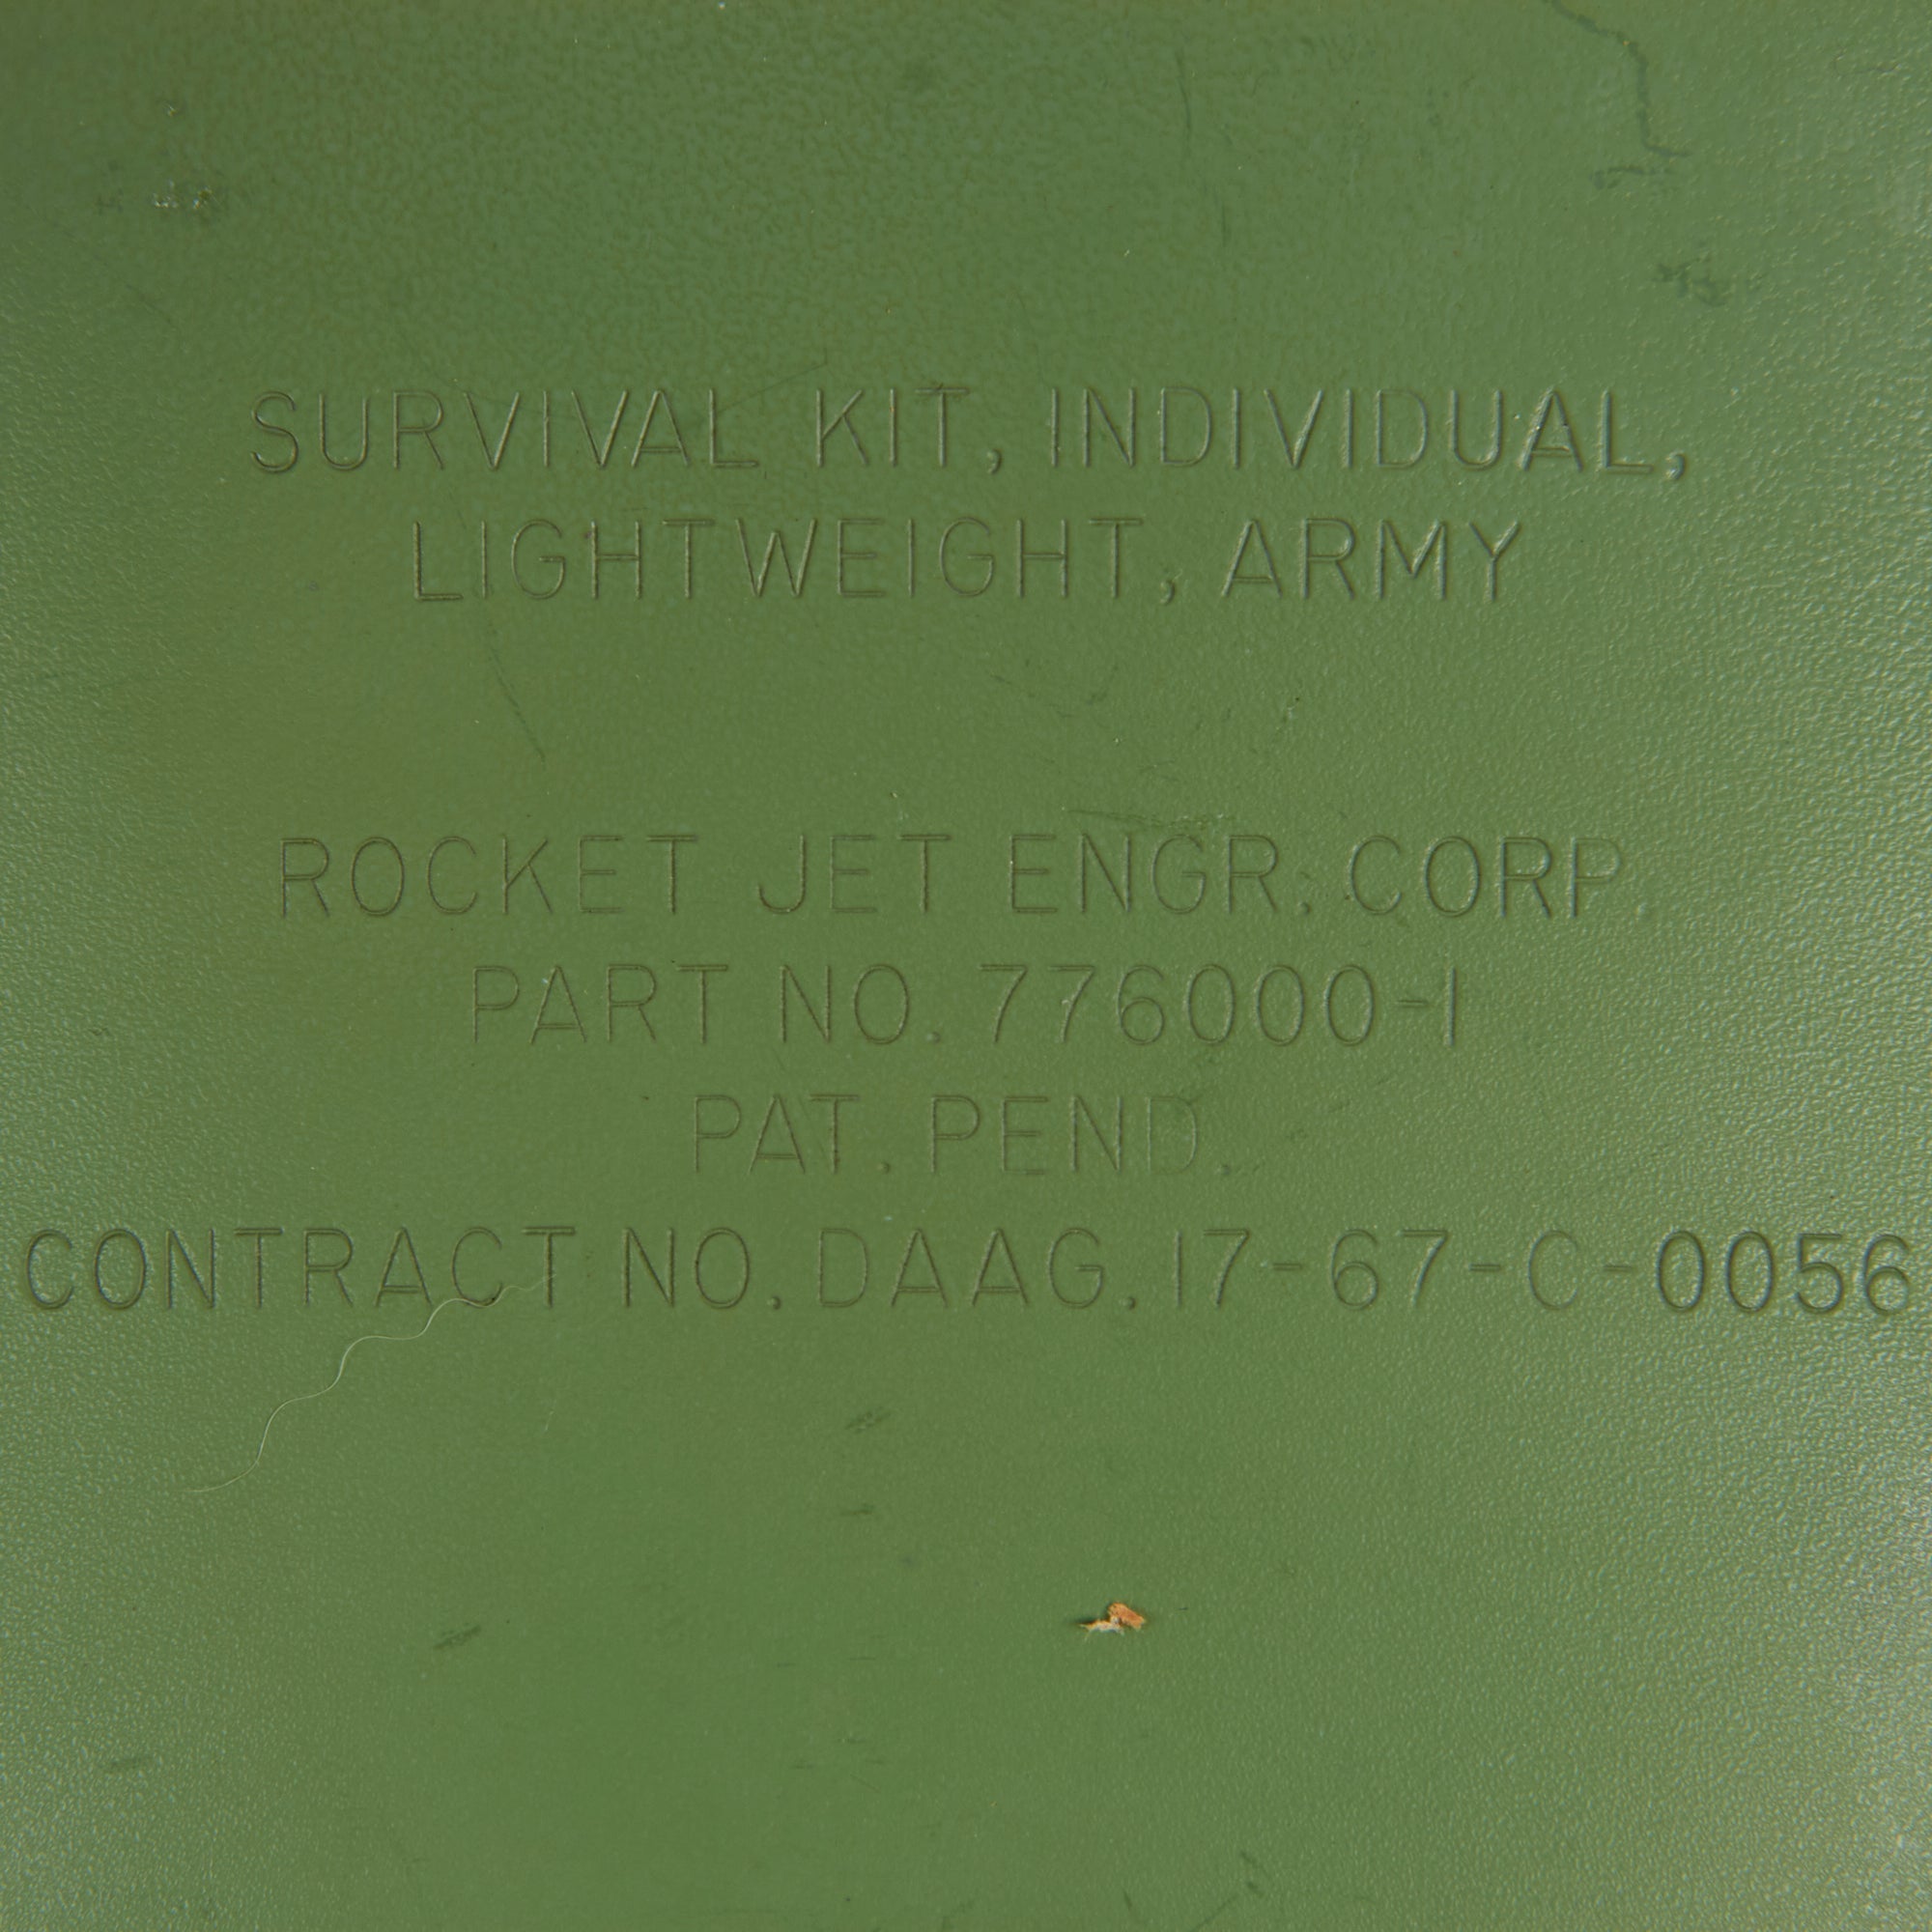 SURVIVAL KIT, INDIVIDUAL,
LIGHTWEIGHT, ARMY
ROCKET JET ENGR. CORP.
PART NO. 776000-1
PAT. PEND.
CONTRACT NO. DAAG. 17-67-C-0056